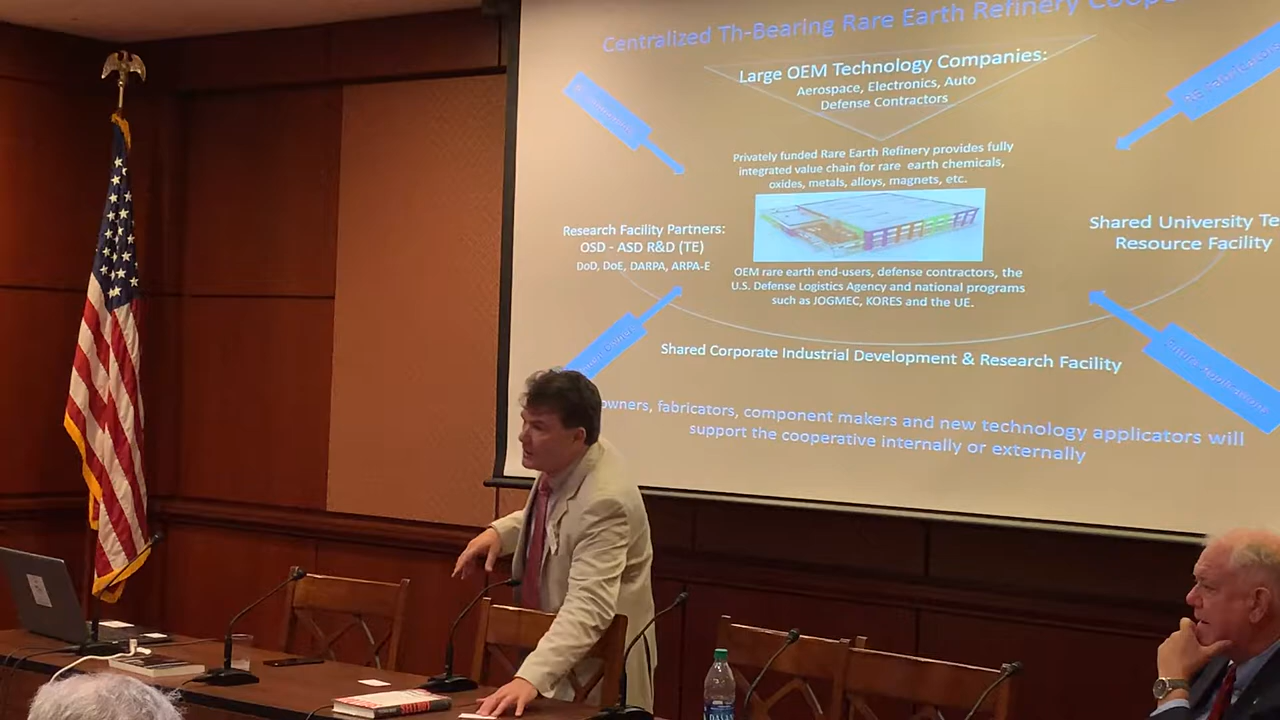 Centralized Th-Bearing Rare Earth Refinery
Large OEM Technology Companies:
Aerospace, Electronics, Auto
Defense Contractors
Privately funded Rare Earth Refinery provides fully
integrated value chain for rare earth chemicals,
oxides, metals, alloys, magnets, etc.
Research Facility Partners:
OSD - ASD R&D (TE)
DoD, DoE, DARPA, ARPA-E
Shared University
Resource Facility
OEM rare earth end-users, defense contractors, the
U.S. Defense Logistics Agency and national programs
such as JOGMEC, KORES and the UE.
Shared Corporate Industrial Development & Research Facility
owners, fabricators, component makers and new technology applicators will
support the cooperative internally or externally
DASANI